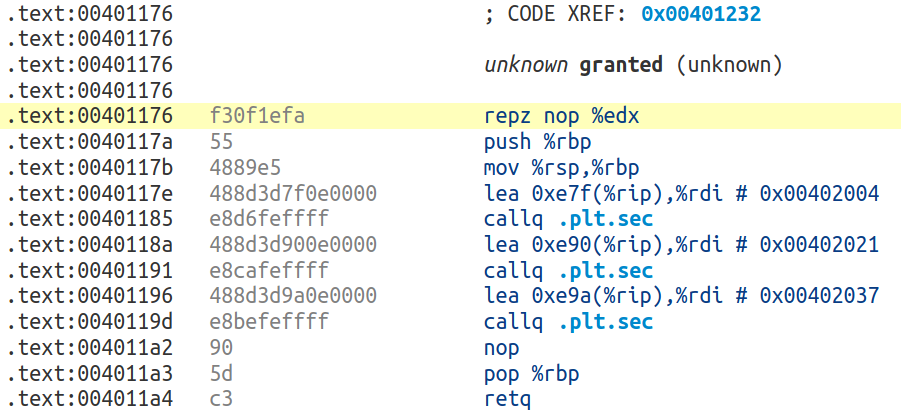 .text:00401176 ; CODE XREF: 0x00401232
.text:00401176
.text:00401176 unknown granted (unknown)
.text:00401176
.text:00401176 f30f1efa repz nop %edx
.text:0040117a 55 push %rbp
.text:0040117b 4889e5 mov %rsp,%rbp
.text:0040117e 488d3d7f0e0000 lea 0xe7f(%rip),%rdi # 0x00402004
.text:00401185 e8d6feffff callq .plt.sec
.text:0040118a 488d3d900e0000 lea 0xe90(%rip),%rdi # 0x00402021
.text:00401191 e8cafeffff callq .plt.sec
.text:00401196 488d3d9a0e0000 lea 0xe9a(%rip),%rdi # 0x00402037
.text:0040119d e8befeffff callq .plt.sec
.text:004011a2 90 nop
.text:004011a3 5d pop %rbp
.text:004011a4 c3 retq